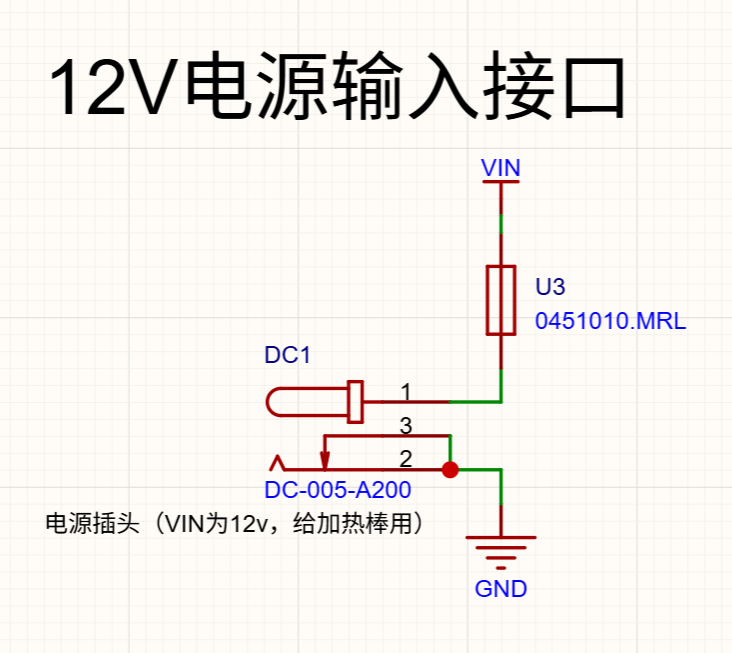 12V电源输入接口
VIN
U3
0451010.MRL
DC1
1
3
2
DC-005-A200
电源插头（VIN为12v，给加热棒用）
GND